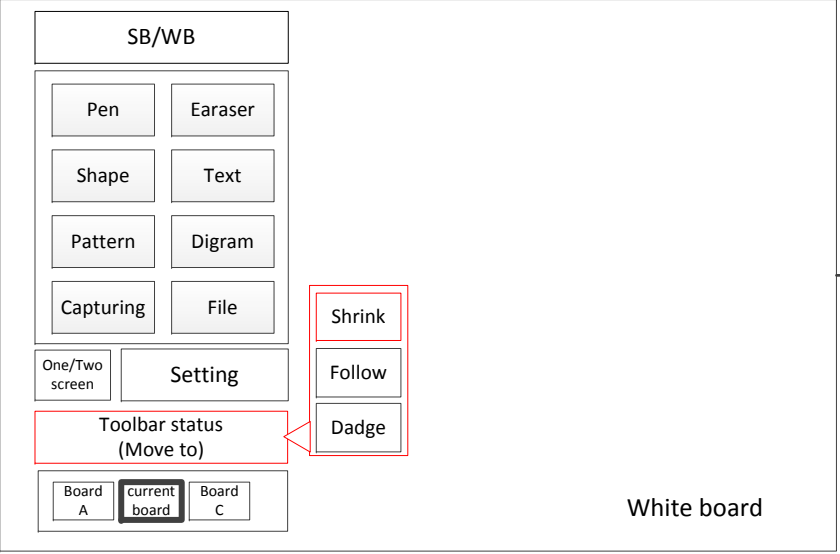 SB/WB
Pen
Earaser
Shape
Text
Pattern
Digram
Capturing
File
One/Two
screen
Setting
Toolbar status
(Move to)
Shrink
Follow
Dadge
Board
A
current
board
Board
C
White board